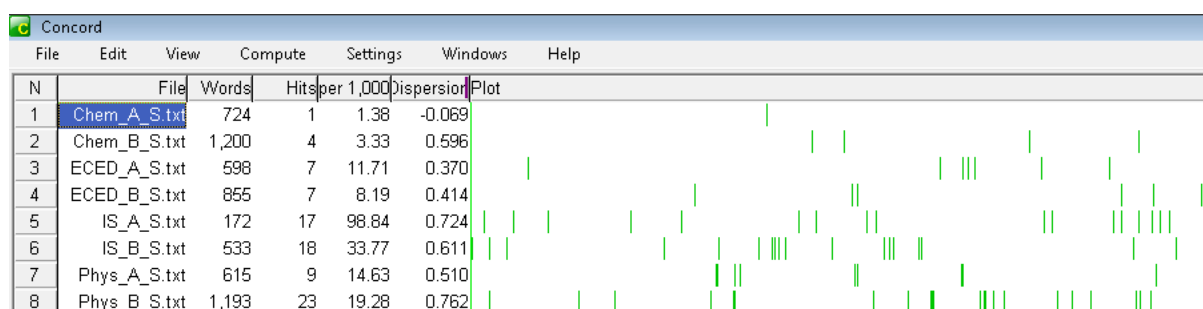 C Concord
File Edit View Compute Settings Windows Help
N File Words Hits per 1,000 Dispersion Plot
1 Chem_A_S.txt 724 1 1.38 -0.069
2 Chem_B_S.txt 1,200 4 3.33 0.596
3 ECED_A_S.txt 598 7 11.71 0.370
4 ECED_B_S.txt 855 7 8.19 0.414
5 IS_A_S.txt 172 17 98.84 0.724
6 IS_B_S.txt 533 18 33.77 0.611
7 Phys_A_S.txt 615 9 14.63 0.510
8 Phys_B_S.txt 1,193 23 19.28 0.762